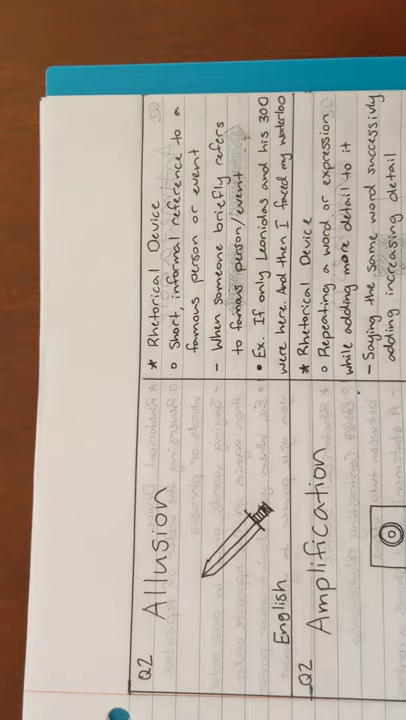 Q2
Allusion
English
* Rhetorical Device
o Short, informal reference to a
famous person or event
- When someone briefly refers
to famous person/event
• Ex. If only Leonidas and his 300
were here. And then I faced my Waterloo
Q2
Amplification
* Rhetorical Device
o Repeating a word or expression
while adding more detail to it
- Saying the same word successivly
adding increasing detail